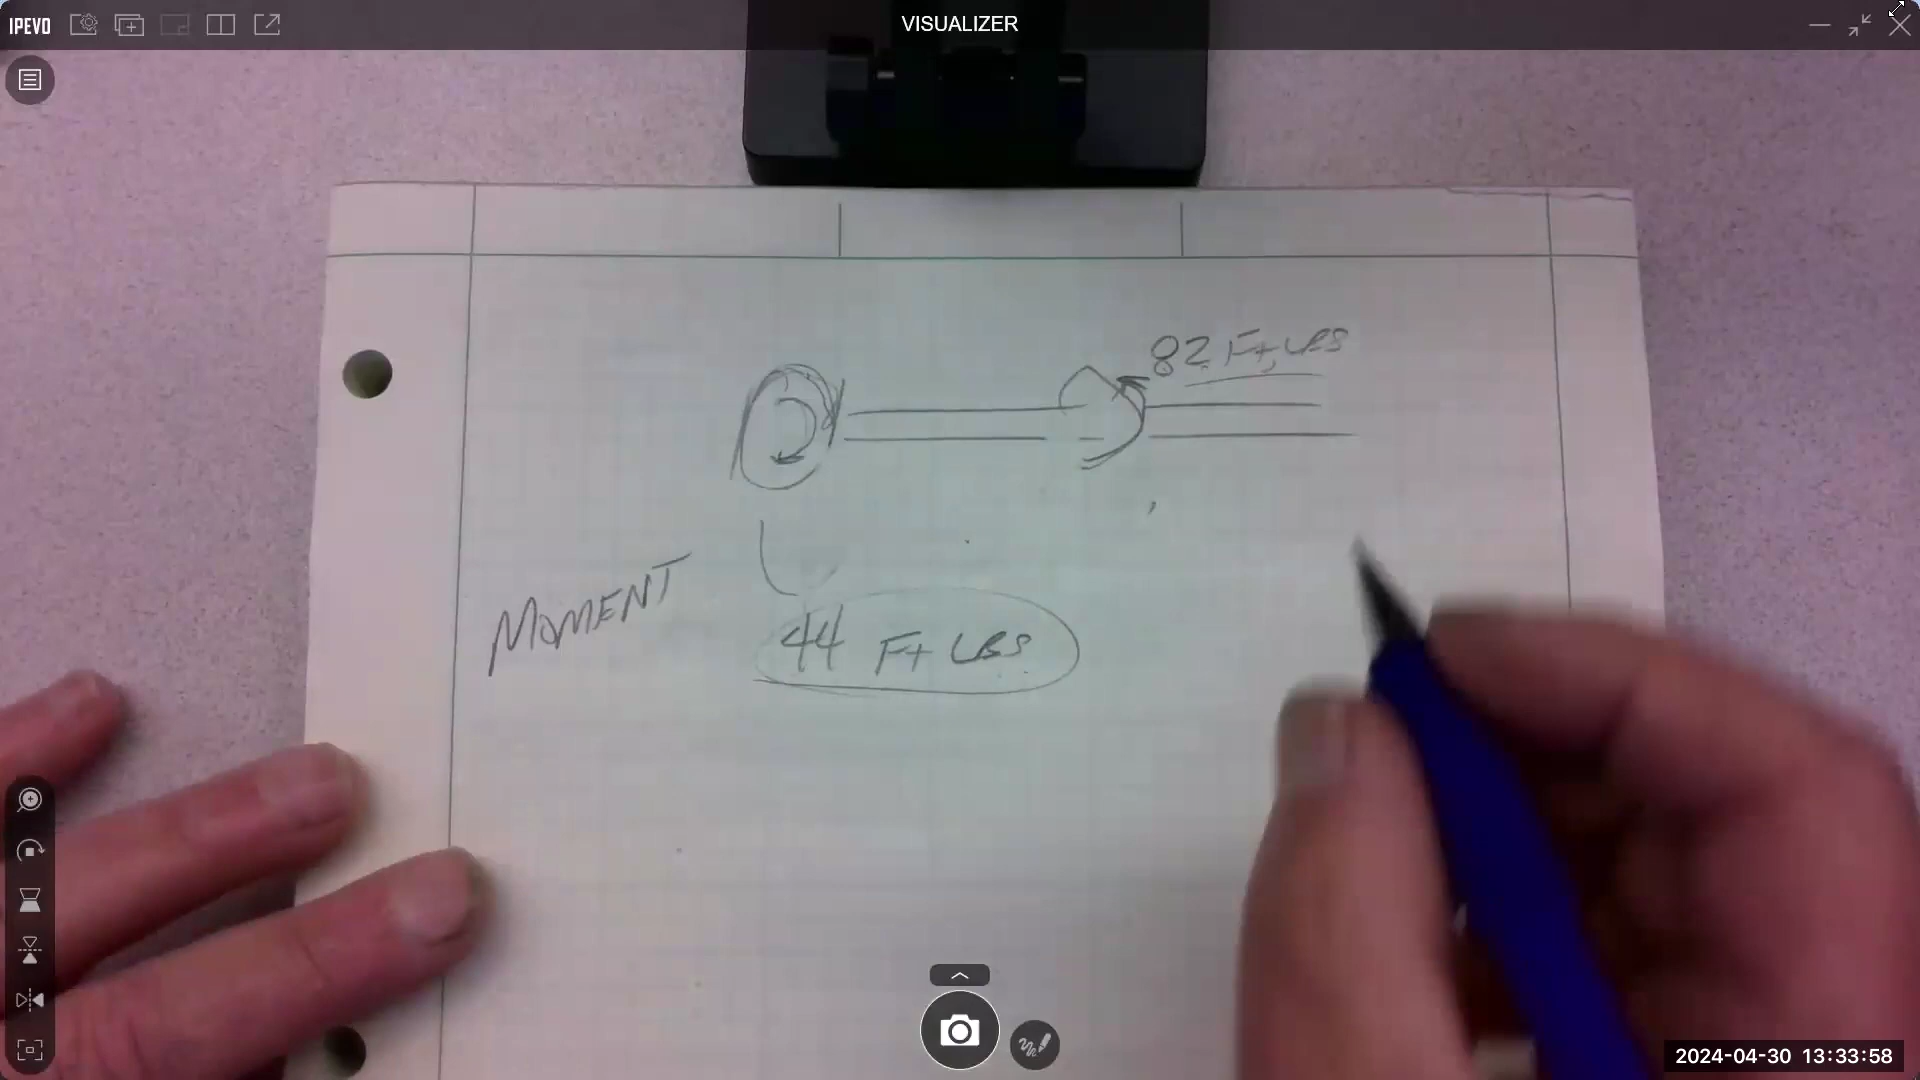 IPEVO
VISUALIZER
82 Ft LBS
MOMENT
44 Ft LBS
2024-04-30 13:33:58